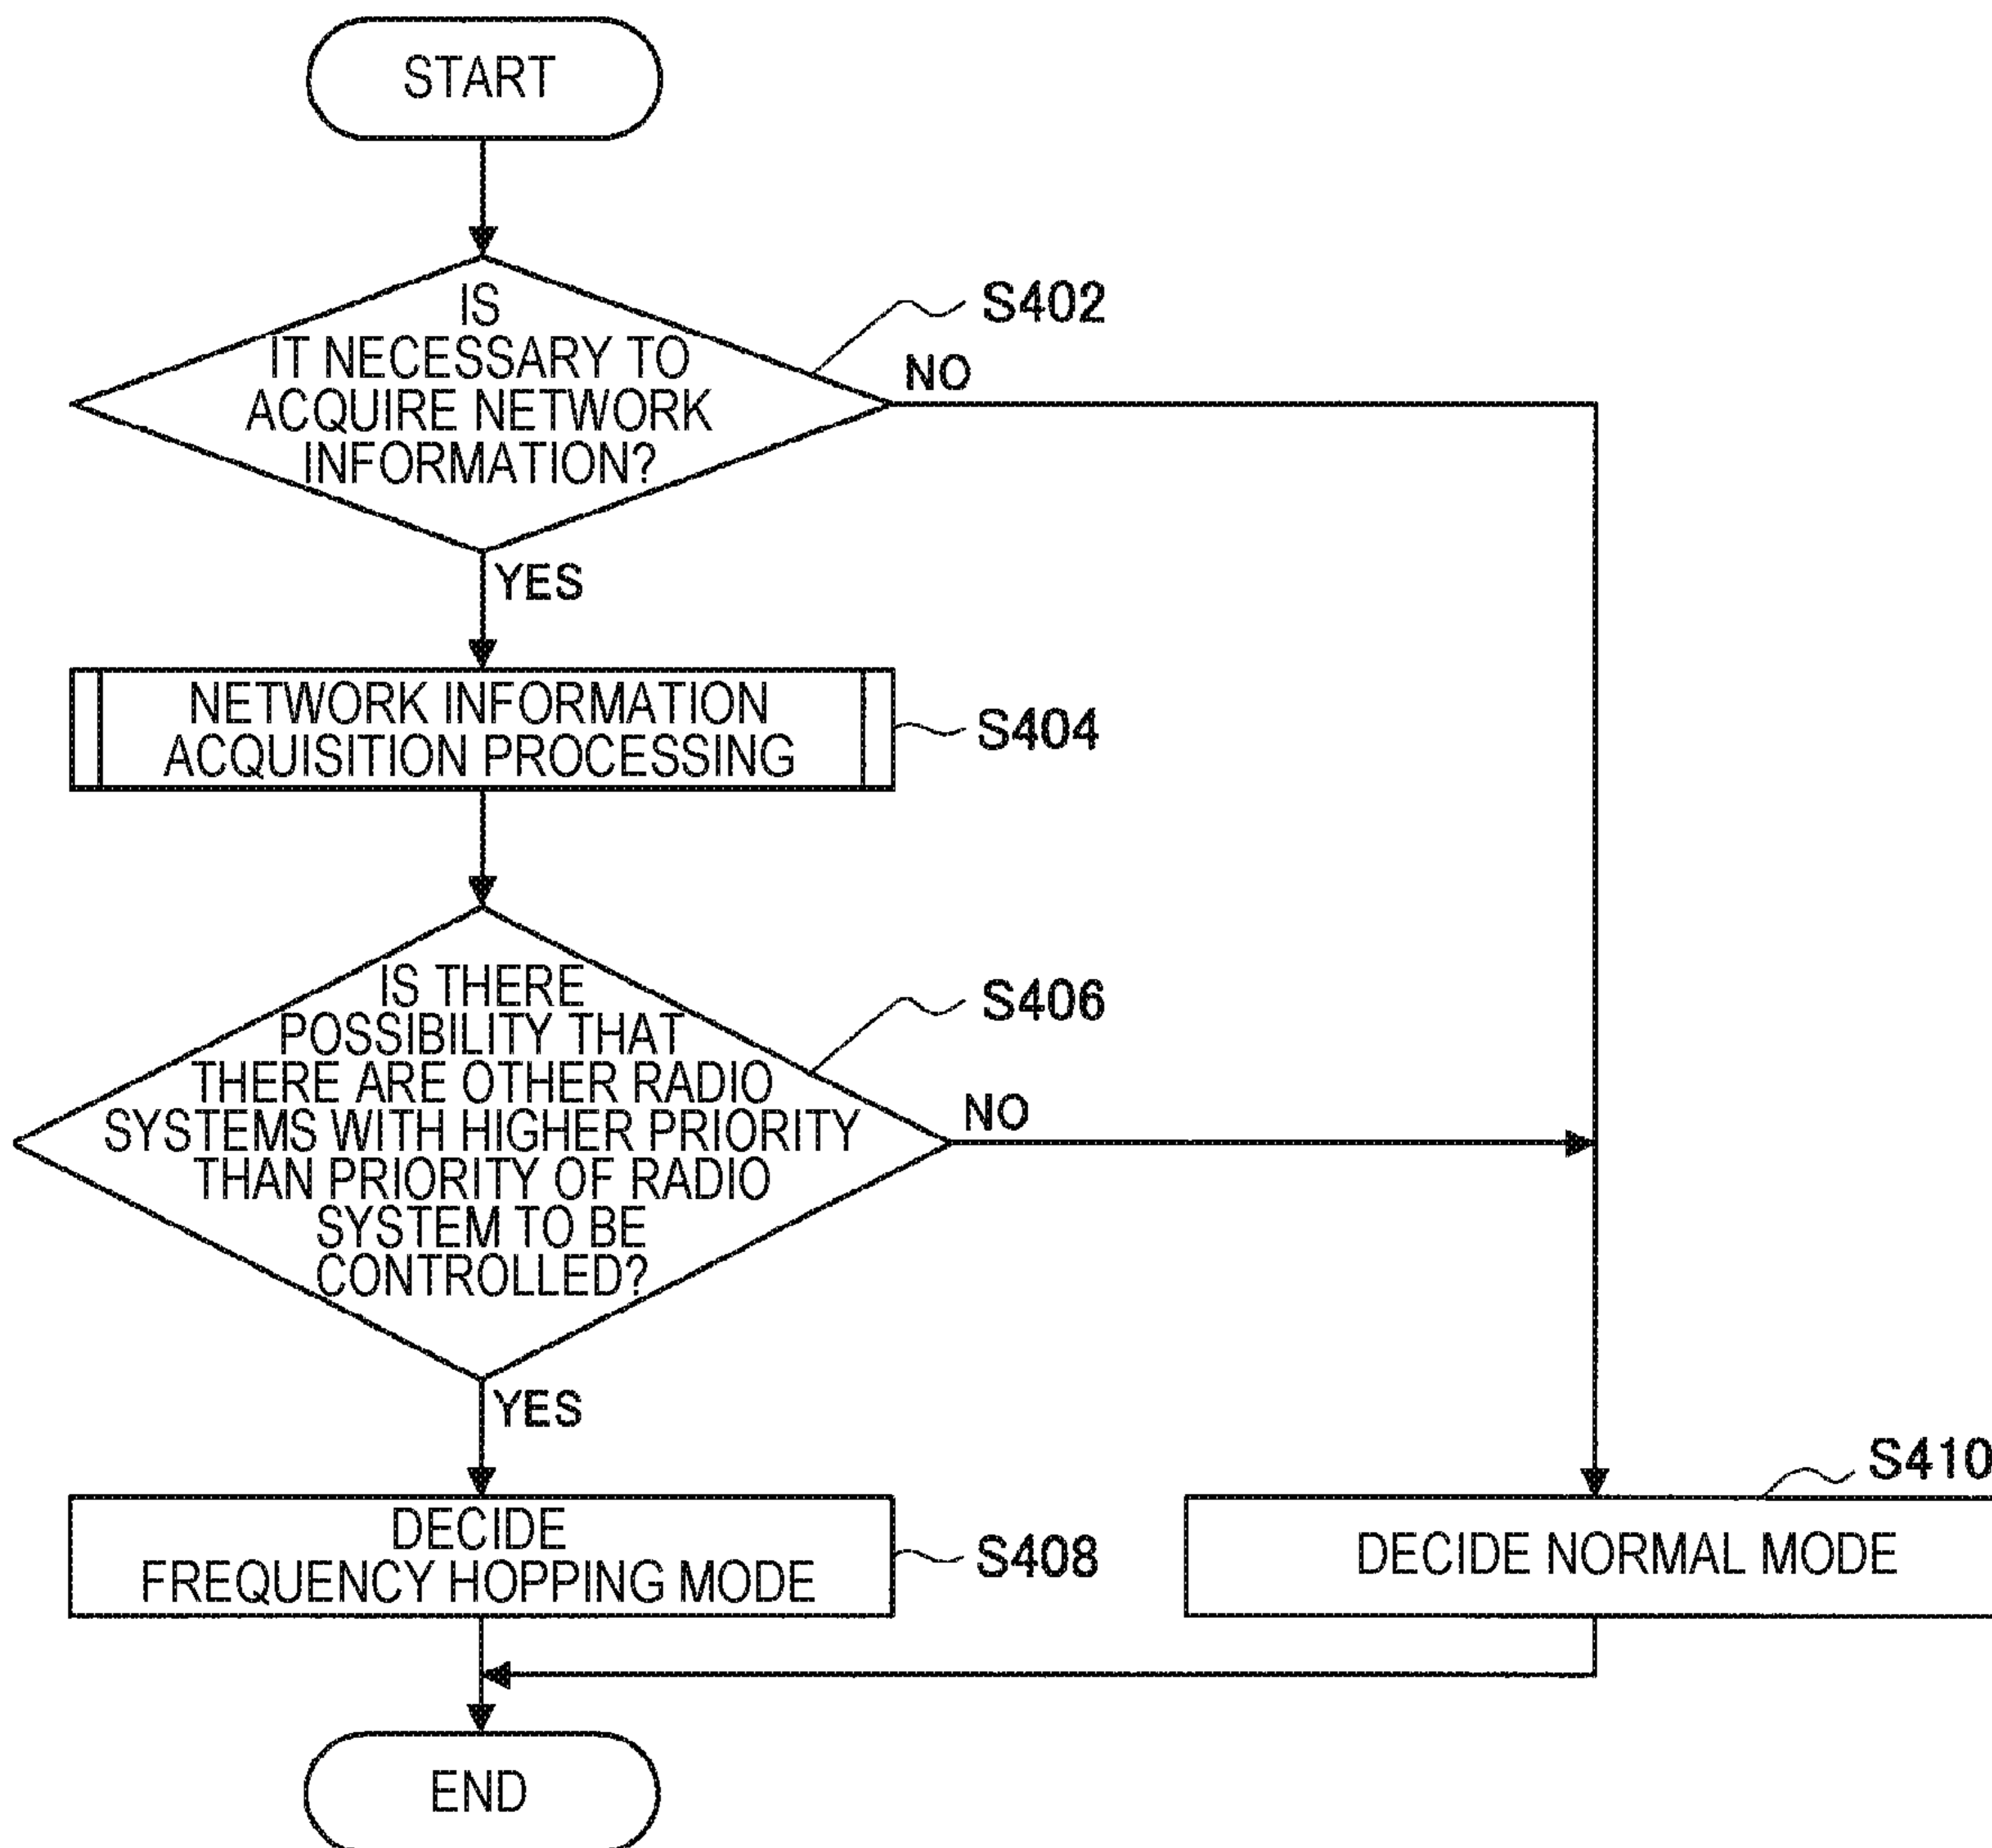 START
IS
IT NECESSARY TO
ACQUIRE NETWORK
INFORMATION?
S402
NO
YES
NETWORK INFORMATION
ACQUISITION PROCESSING
S404
IS THERE
POSSIBILITY THAT
THERE ARE OTHER RADIO
SYSTEMS WITH HIGHER PRIORITY
THAN PRIORITY OF RADIO
SYSTEM TO BE
CONTROLLED?
S406
NO
YES
DECIDE
FREQUENCY HOPPING MODE
S408
DECIDE NORMAL MODE
S410
END